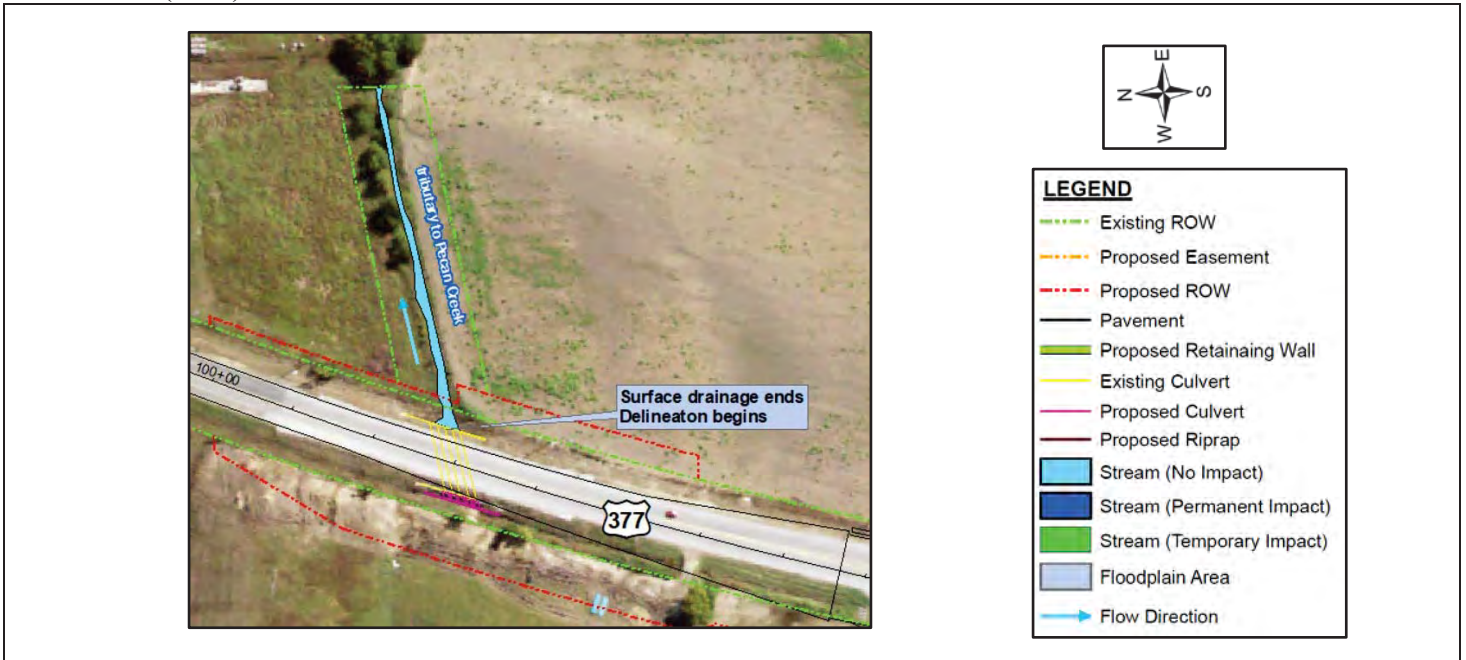 tributary to Pecan Creek
100+00
Surface drainage ends
Delineaton begins
377
N
E
S
W
LEGEND
Existing ROW
Proposed Easement
Proposed ROW
Pavement
Proposed Retainaing Wall
Existing Culvert
Proposed Culvert
Proposed Riprap
Stream (No Impact)
Stream (Permanent Impact)
Stream (Temporary Impact)
Floodplain Area
Flow Direction